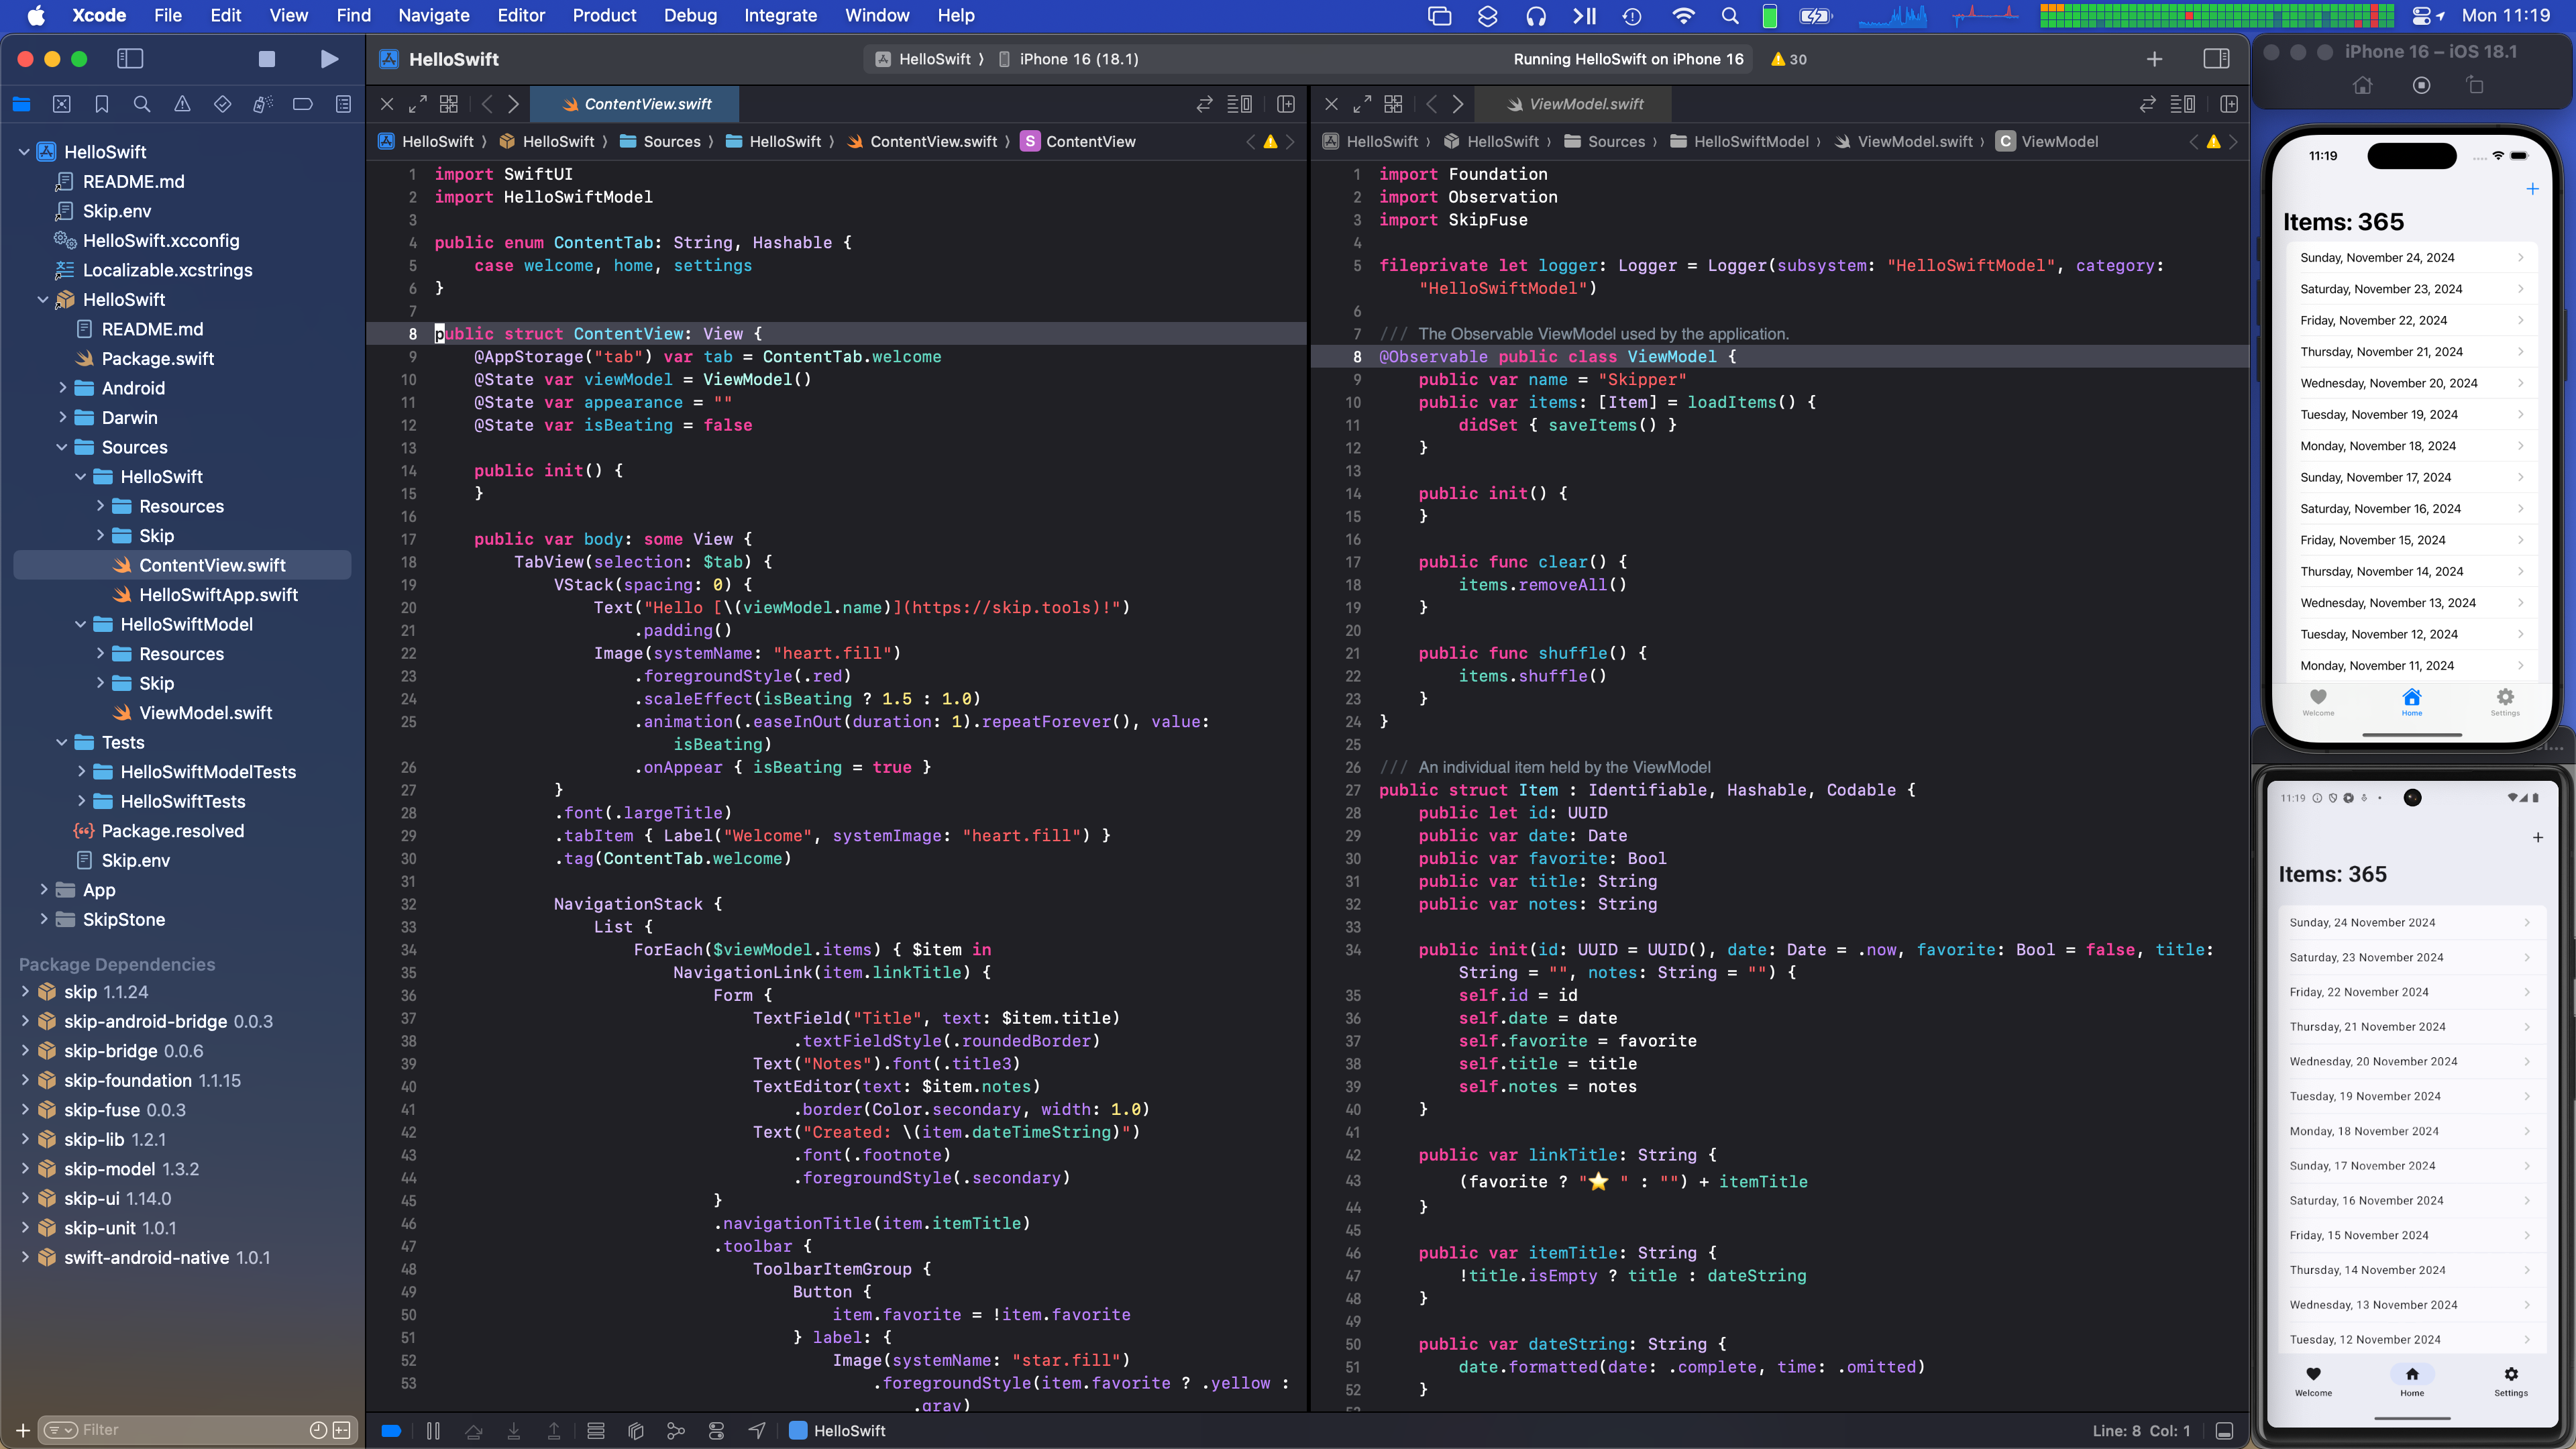 Xcode File Edit View Find Navigate Editor Product Debug Integrate Window Help Mon 11:19
HelloSwift
HelloSwift 〉 iPhone 16 (18.1)
Running HelloSwift on iPhone 16
30
HelloSwift
README.md
Skip.env
HelloSwift.xcconfig
Localizable.xcstrings
HelloSwift
README.md
Package.swift
Android
Darwin
Sources
HelloSwift
Resources
Skip
ContentView.swift
HelloSwiftApp.swift
HelloSwiftModel
Resources
Skip
ViewModel.swift
Tests
HelloSwiftModelTests
HelloSwiftTests
Package.resolved
Skip.env
App
SkipStone
Package Dependencies
skip 1.1.24
skip-android-bridge 0.0.3
skip-bridge 0.0.6
skip-foundation 1.1.15
skip-fuse 0.0.3
skip-lib 1.2.1
skip-model 1.3.2
skip-ui 1.14.0
skip-unit 1.0.1
swift-android-native 1.0.1
Filter
ContentView.swift
HelloSwift 〉 HelloSwift 〉 Sources 〉 HelloSwift 〉 ContentView.swift 〉 S ContentView
1 import SwiftUI
2 import HelloSwiftModel
3
4 public enum ContentTab: String, Hashable {
5 case welcome, home, settings
6 }
7
8 public struct ContentView: View {
9 @AppStorage("tab") var tab = ContentTab.welcome
10 @State var viewModel = ViewModel()
11 @State var appearance = ""
12 @State var isBeating = false
13
14 public init() {
15 }
16
17 public var body: some View {
18 TabView(selection: $tab) {
19 VStack(spacing: 0) {
20 Text("Hello [\(viewModel.name)](https://skip.tools)!")
21 .padding()
22 Image(systemName: "heart.fill")
23 .foregroundStyle(.red)
24 .scaleEffect(isBeating ? 1.5 : 1.0)
25 .animation(.easeInOut(duration: 1).repeatForever(), value:
isBeating)
26 .onAppear { isBeating = true }
27 }
28 .font(.largeTitle)
29 .tabItem { Label("Welcome", systemImage: "heart.fill") }
30 .tag(ContentTab.welcome)
31
32 NavigationStack {
33 List {
34 ForEach($viewModel.items) { $item in
35 NavigationLink(item.linkTitle) {
36 Form {
37 TextField("Title", text: $item.title)
38 .textFieldStyle(.roundedBorder)
39 Text("Notes").font(.title3)
40 TextEditor(text: $item.notes)
41 .border(Color.secondary, width: 1.0)
42 Text("Created: \(item.dateTimeString)")
43 .font(.footnote)
44 .foregroundStyle(.secondary)
45 }
46 .navigationTitle(item.itemTitle)
47 .toolbar {
48 ToolbarItemGroup {
49 Button {
50 item.favorite = !item.favorite
51 } label: {
52 Image(systemName: "star.fill")
53 .foregroundStyle(item.favorite ? .yellow :
.gray)
ViewModel.swift
HelloSwift 〉 HelloSwift 〉 Sources 〉 HelloSwiftModel 〉 ViewModel.swift 〉 C ViewModel
1 import Foundation
2 import Observation
3 import SkipFuse
4
5 fileprivate let logger: Logger = Logger(subsystem: "HelloSwiftModel", category:
"HelloSwiftModel")
6
7 /// The Observable ViewModel used by the application.
8 @Observable public class ViewModel {
9 public var name = "Skipper"
10 public var items: [Item] = loadItems() {
11 didSet { saveItems() }
12 }
13
14 public init() {
15 }
16
17 public func clear() {
18 items.removeAll()
19 }
20
21 public func shuffle() {
22 items.shuffle()
23 }
24 }
25
26 /// An individual item held by the ViewModel
27 public struct Item : Identifiable, Hashable, Codable {
28 public let id: UUID
29 public var date: Date
30 public var favorite: Bool
31 public var title: String
32 public var notes: String
33
34 public init(id: UUID = UUID(), date: Date = .now, favorite: Bool = false, title:
String = "", notes: String = "") {
35 self.id = id
36 self.date = date
37 self.favorite = favorite
38 self.title = title
39 self.notes = notes
40 }
41
42 public var linkTitle: String {
43 (favorite ? "⭐ " : "") + itemTitle
44 }
45
46 public var itemTitle: String {
47 !title.isEmpty ? title : dateString
48 }
49
50 public var dateString: String {
51 date.formatted(date: .complete, time: .omitted)
52 }
HelloSwift
Line: 8 Col: 1
iPhone 16 – iOS 18.1
11:19
+
Items: 365
Sunday, November 24, 2024
Saturday, November 23, 2024
Friday, November 22, 2024
Thursday, November 21, 2024
Wednesday, November 20, 2024
Tuesday, November 19, 2024
Monday, November 18, 2024
Sunday, November 17, 2024
Saturday, November 16, 2024
Friday, November 15, 2024
Thursday, November 14, 2024
Wednesday, November 13, 2024
Tuesday, November 12, 2024
Monday, November 11, 2024
Welcome Home Settings
11:19
+
Items: 365
Sunday, 24 November 2024
Saturday, 23 November 2024
Friday, 22 November 2024
Thursday, 21 November 2024
Wednesday, 20 November 2024
Tuesday, 19 November 2024
Monday, 18 November 2024
Sunday, 17 November 2024
Saturday, 16 November 2024
Friday, 15 November 2024
Thursday, 14 November 2024
Wednesday, 13 November 2024
Tuesday, 12 November 2024
Welcome Home Settings